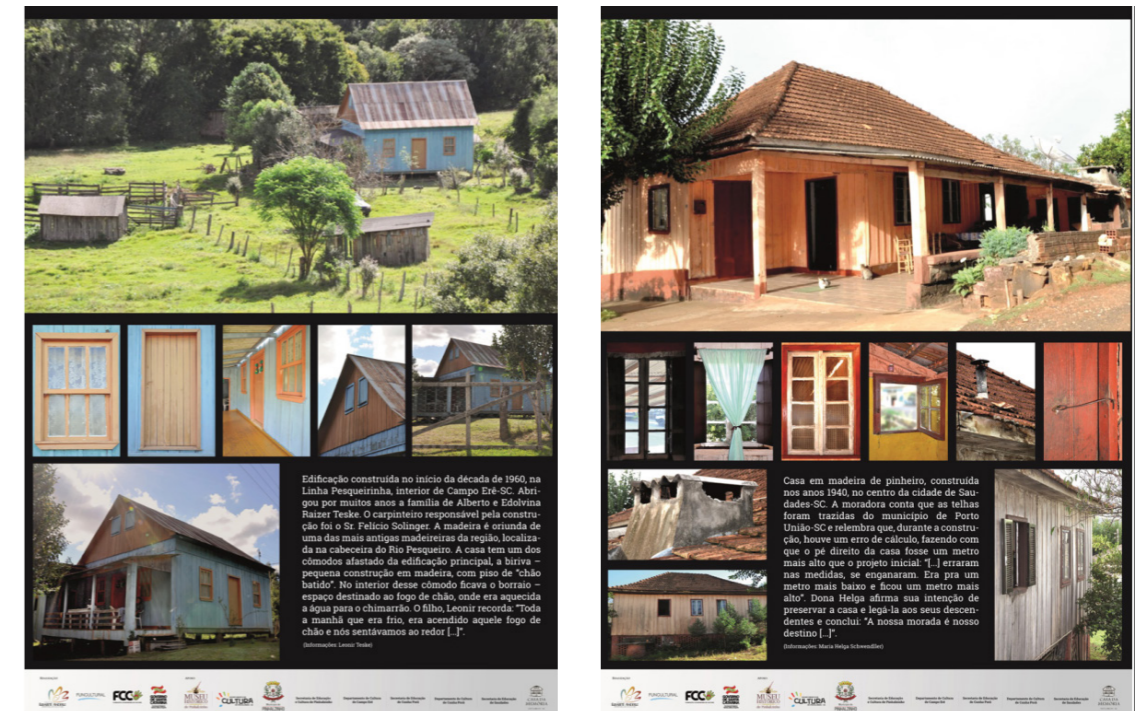 Edificação construída no início da década de 1960, na
Linha Pesqueirinha, interior de Campo Erê-SC. Abri-
gou por muitos anos a família de Alberto e Edolvina
Raizer Teske. O carpinteiro responsável pela constru-
ção foi o Sr. Felício Solinger. A madeira é oriunda de
uma das mais antigas madeireiras da região, localiza-
da na cabeceira do Rio Pesqueiro. A casa tem um dos
cômodos afastado da edificação principal, a biriva –
pequena construção em madeira, com piso de "chão
batido". No interior desse cômodo ficava o borraio –
espaço destinado ao fogo de chão, onde era aquecida
a água para o chimarrão. O filho, Leonir recorda: "Toda
a manhã que era frio, era acendido aquele fogo de
chão e nós sentávamos ao redor [...]".
(Informações: Leonir Teske)
FUNCULTURAL
FCC
MUSEU
CULTURA
Casa em madeira de pinheiro, construída
nos anos 1940, no centro da cidade de Sau-
dades-SC. A moradora conta que as telhas
foram trazidas do município de Porto
União-SC e relembra que, durante a constru-
ção, houve um erro de cálculo, fazendo com
que o pé direito da casa fosse um metro
mais alto que o projeto inicial: "[...] erraram
nas medidas, se enganaram. Era pra um
metro mais baixo e ficou um metro mais
alto". Dona Helga afirma sua intenção de
preservar a casa e legá-la aos seus descen-
dentes e conclui: "A nossa morada é nosso
destino [...]".
(Informações: Maria Helga Schwendler)
FUNCULTURAL
FCC
MUSEU
CULTURA